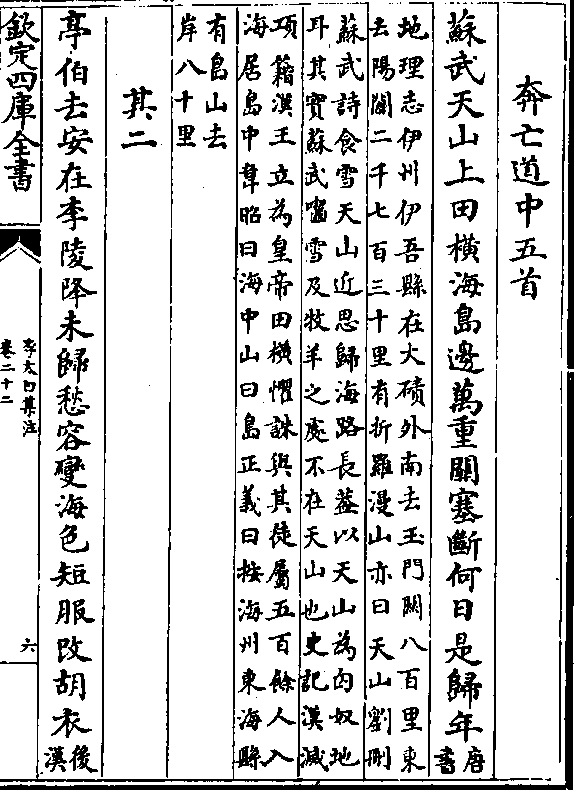 奔亡道中五首
蘇武天山上田橫海島邊萬重關塞斷何日是歸年唐書
地理志伊州伊吾縣在大磧外南去玉門關八百里東
去陽關二千七百三十里有折羅漫山亦曰天山劉刪
蘇武詩食雪天山近思歸海路長葢以天山為匈奴地
耳其實蘇武嚙雪及牧羊之處不在天山也史記漢滅
項籍漢王立為皇帝田橫懼誅與其徒屬五百餘人入
海居島中韋昭曰海中山曰島正義曰按海州東海縣
有島山去
岸八十里
其二
亭伯去安在李陵降未歸愁容變海色短服改胡衣後漢
欽定四庫全書
李太白集注
卷二十二
六